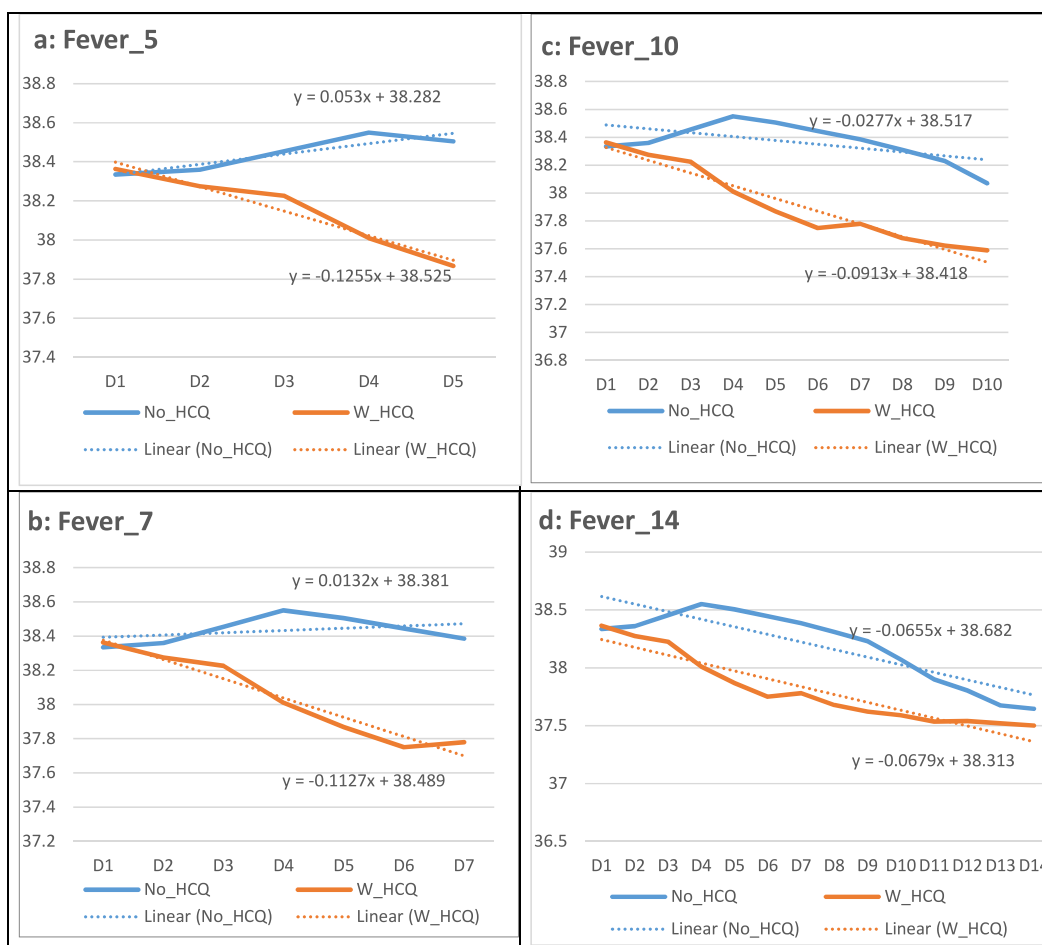 a: Fever_5
38.8
38.6
38.4
38.2
38
37.8
37.6
37.4
y = 0.053x + 38.282
y = -0.1255x + 38.525
D1 D2 D3 D4 D5
No_HCQ W_HCQ
Linear (No_HCQ) Linear (W_HCQ)
c: Fever_10
38.8
38.6
38.4
38.2
38
37.8
37.6
37.4
37.2
37
36.8
y = -0.0277x + 38.517
y = -0.0913x + 38.418
D1 D2 D3 D4 D5 D6 D7 D8 D9 D10
No_HCQ W_HCQ
Linear (No_HCQ) Linear (W_HCQ)
b: Fever_7
38.8
38.6
38.4
38.2
38
37.8
37.6
37.4
37.2
y = 0.0132x + 38.381
y = -0.1127x + 38.489
D1 D2 D3 D4 D5 D6 D7
No_HCQ W_HCQ
Linear (No_HCQ) Linear (W_HCQ)
d: Fever_14
39
38.5
38
37.5
37
36.5
y = -0.0655x + 38.682
y = -0.0679x + 38.313
D1 D2 D3 D4 D5 D6 D7 D8 D9 D10 D11 D12 D13 D14
No_HCQ W_HCQ
Linear (No_HCQ) Linear (W_HCQ)